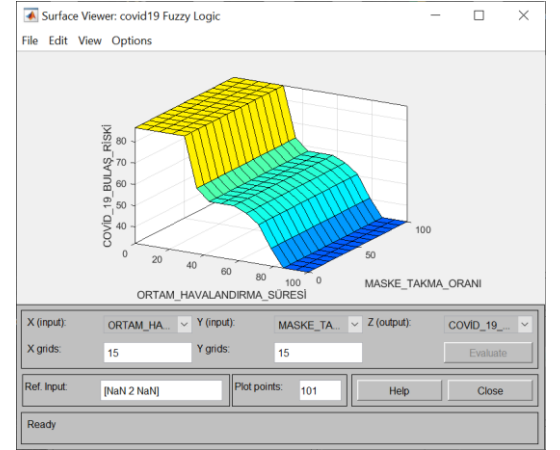 Surface Viewer: covid19 Fuzzy Logic
File Edit View Options
COVİD_19_BULAŞ_RİSKİ
80
70
60
50
40
0
20
40
60
80
100
0
50
100
ORTAM_HAVALANDIRMA_SÜRESİ
MASKE_TAKMA_ORANI
X (input): ORTAM_HA... Y (input): MASKE_TA... Z (output): COVİD_19_...
X grids: 15 Y grids: 15 Evaluate
Ref. Input: [NaN 2 NaN] Plot points: 101 Help Close
Ready